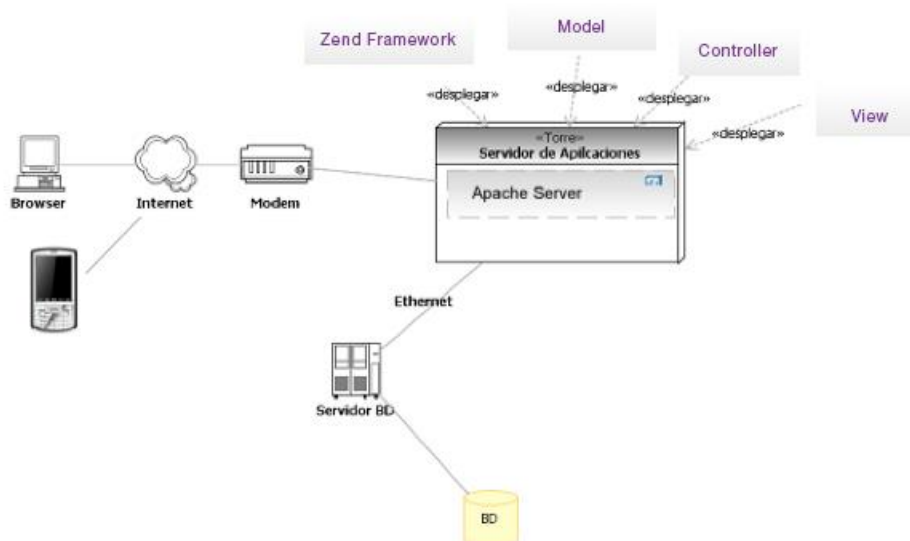 Zend Framework
Model
Controller
View
«desplegar»
«desplegar»
«desplegar»
«desplegar»
«Torre»
Servidor de Apilcaciones
Apache Server
Browser
Internet
Modem
Ethernet
Servidor BD
BD